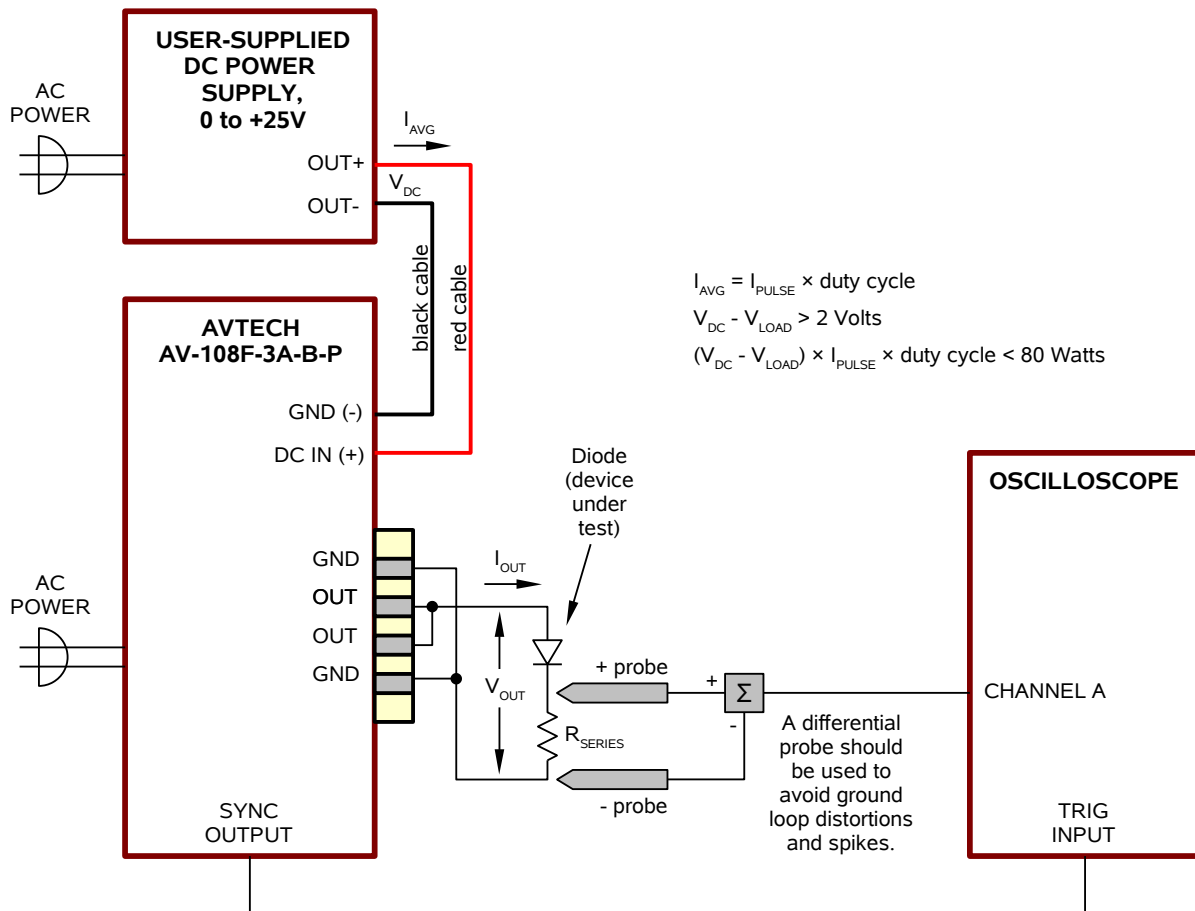 USER-SUPPLIED
DC POWER
SUPPLY,
0 to +25V
AC
POWER
I_AVG
OUT+
V_DC
OUT-
black cable
red cable
I_AVG = I_PULSE × duty cycle
V_DC - V_LOAD > 2 Volts
(V_DC - V_LOAD) × I_PULSE × duty cycle < 80 Watts
AVTECH
AV-108F-3A-B-P
GND (-)
DC IN (+)
Diode
(device
under
test)
OSCILLOSCOPE
AC
POWER
GND
OUT
OUT
GND
I_OUT
V_OUT
+ probe
+
Σ
-
CHANNEL A
R_SERIES
- probe
A differential
probe should
be used to
avoid ground
loop distortions
and spikes.
SYNC
OUTPUT
TRIG
INPUT